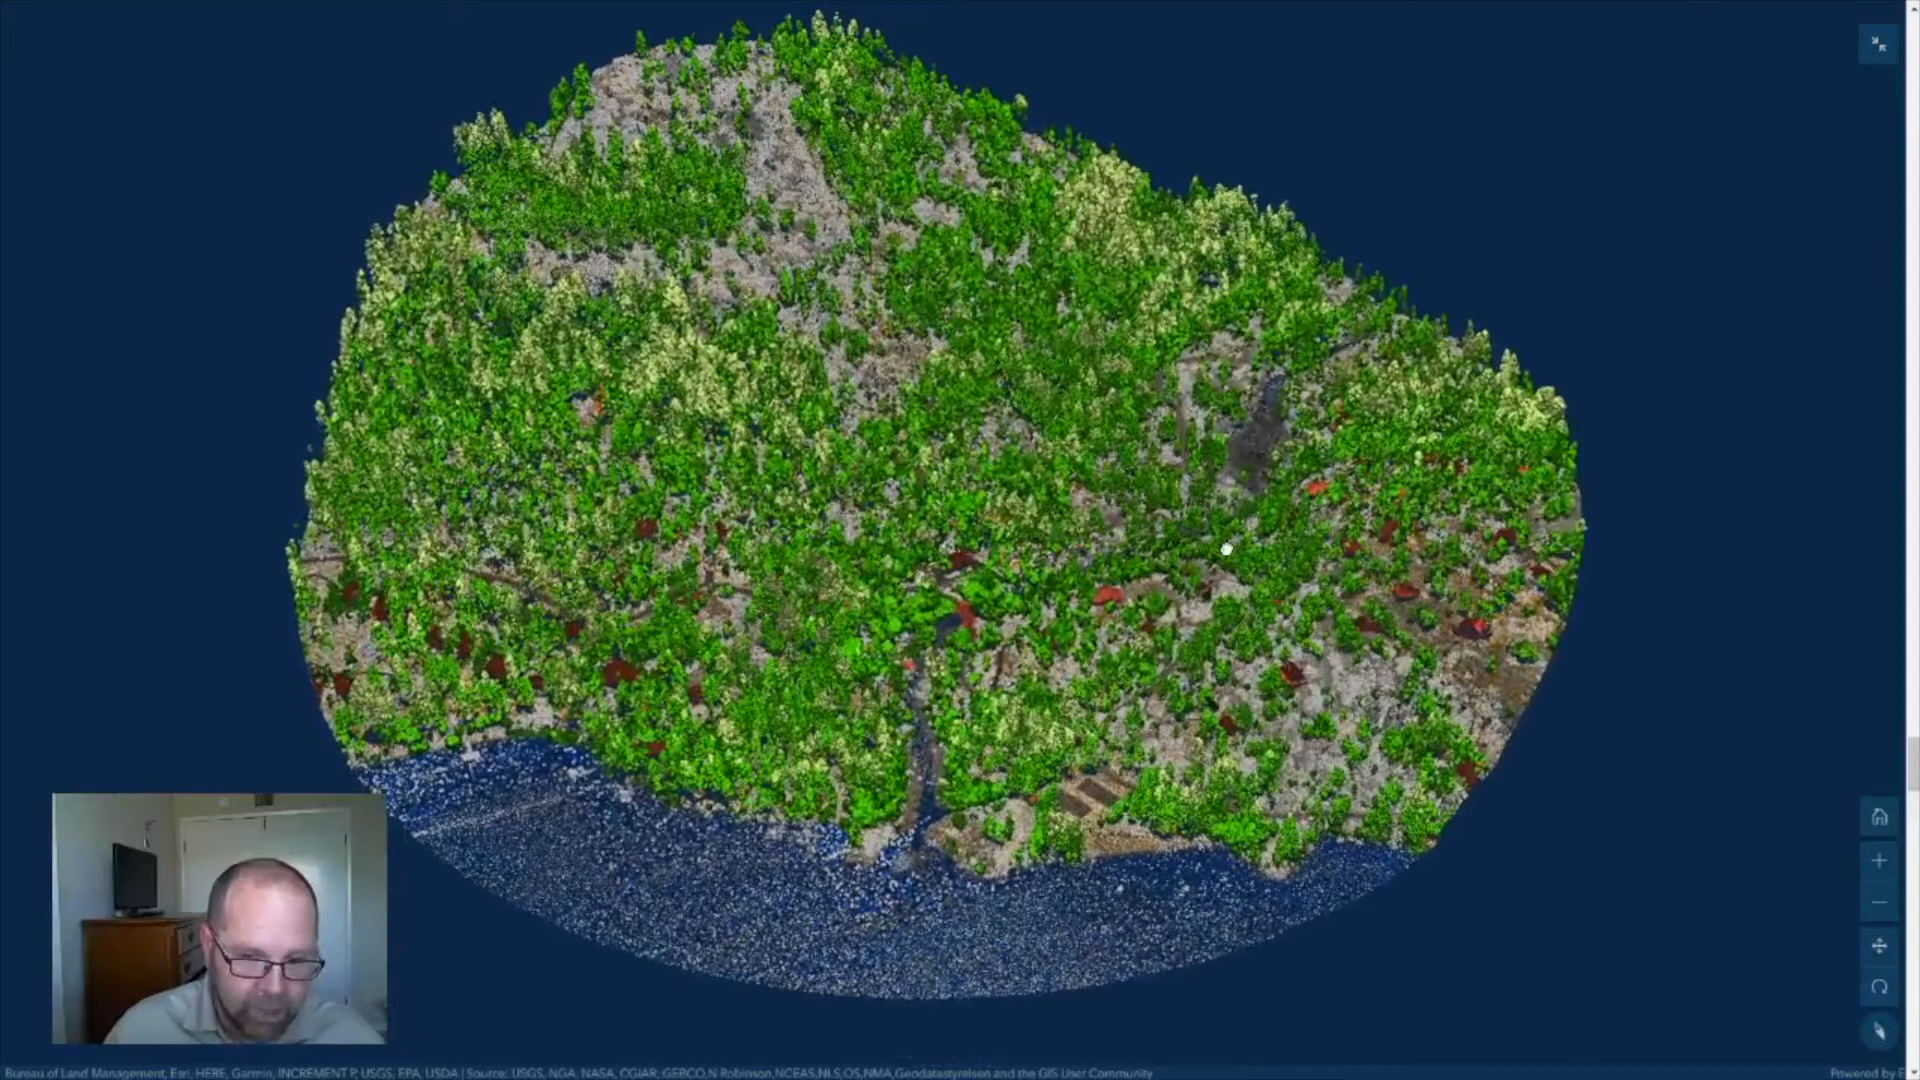 Bureau of Land Management, Esri, HERE, Garmin, INCREMENT P, USGS, EPA, USDA | Source: USGS, NGA, NASA, CGIAR, GEBCO,N Robinson,NCEAS,NLS,OS,NMA,Geodatastyrelsen and the GIS User Community
Powered by E